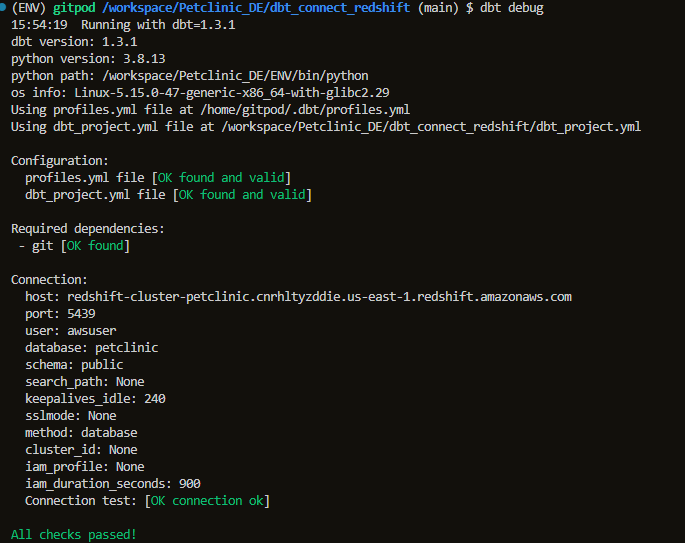 (ENV) gitpod /workspace/Petclinic_DE/dbt_connect_redshift (main) $ dbt debug
15:54:19  Running with dbt=1.3.1
dbt version: 1.3.1
python version: 3.8.13
python path: /workspace/Petclinic_DE/ENV/bin/python
os info: Linux-5.15.0-47-generic-x86_64-with-glibc2.29
Using profiles.yml file at /home/gitpod/.dbt/profiles.yml
Using dbt_project.yml file at /workspace/Petclinic_DE/dbt_connect_redshift/dbt_project.yml

Configuration:
  profiles.yml file [OK found and valid]
  dbt_project.yml file [OK found and valid]

Required dependencies:
 - git [OK found]

Connection:
  host: redshift-cluster-petclinic.cnrhltyzddie.us-east-1.redshift.amazonaws.com
  port: 5439
  user: awsuser
  database: petclinic
  schema: public
  search_path: None
  keepalives_idle: 240
  sslmode: None
  method: database
  cluster_id: None
  iam_profile: None
  iam_duration_seconds: 900
  Connection test: [OK connection ok]

All checks passed!